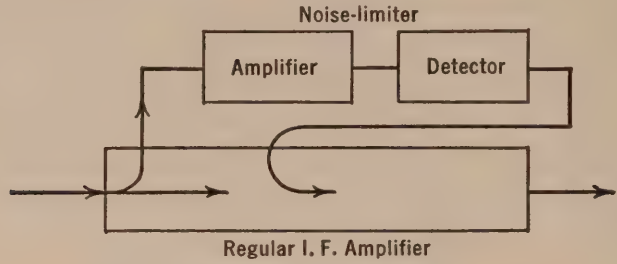 Noise-limiter
Amplifier
Detector
Regular I. F. Amplifier